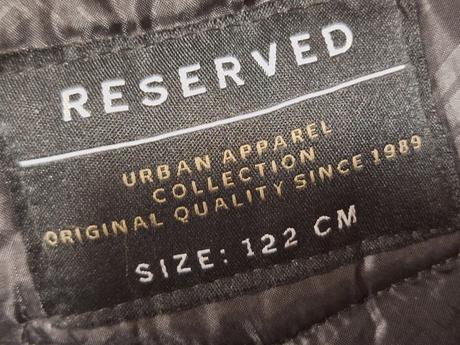 RESERVED
URBAN APPAREL
COLLECTION
ORIGINAL QUALITY SINCE 1989
SIZE: 122 CM